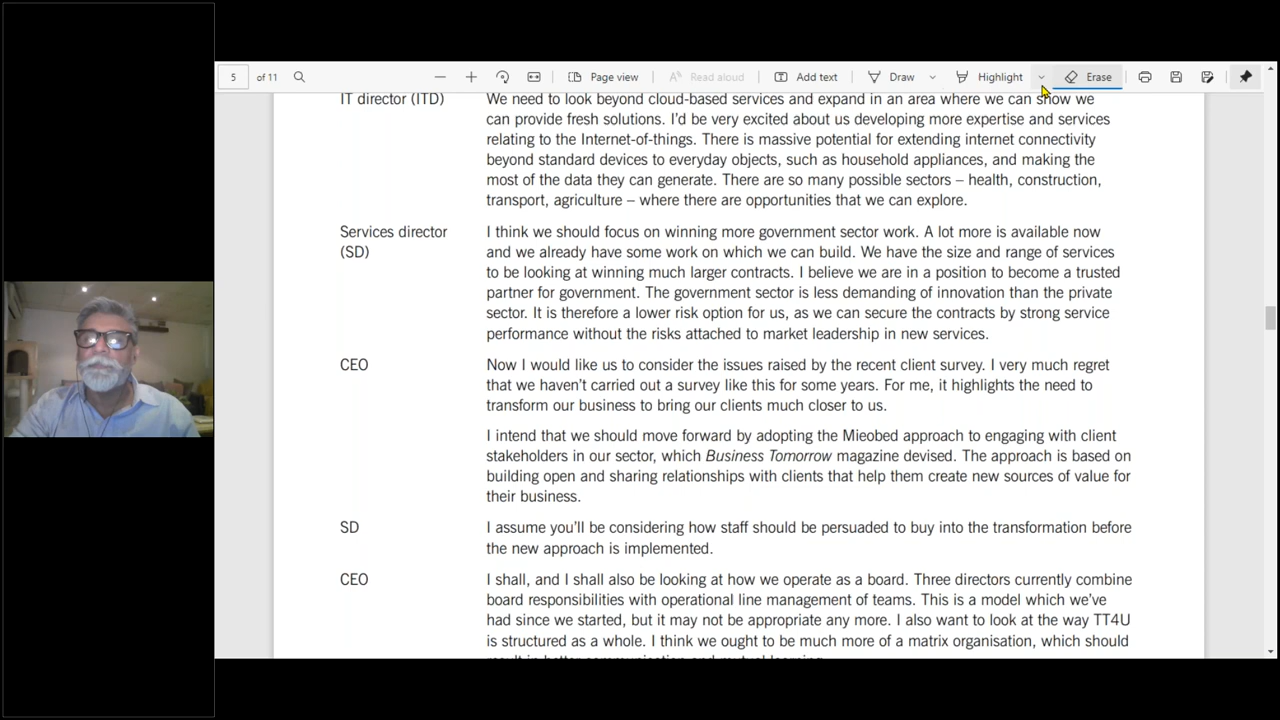 5 of 11 Page view Read aloud Add text Draw Highlight Erase
IT director (ITD) We need to look beyond cloud-based services and expand in an area where we can show we
can provide fresh solutions. I'd be very excited about us developing more expertise and services
relating to the Internet-of-things. There is massive potential for extending internet connectivity
beyond standard devices to everyday objects, such as household appliances, and making the
most of the data they can generate. There are so many possible sectors – health, construction,
transport, agriculture – where there are opportunities that we can explore.
Services director I think we should focus on winning more government sector work. A lot more is available now
(SD) and we already have some work on which we can build. We have the size and range of services
to be looking at winning much larger contracts. I believe we are in a position to become a trusted
partner for government. The government sector is less demanding of innovation than the private
sector. It is therefore a lower risk option for us, as we can secure the contracts by strong service
performance without the risks attached to market leadership in new services.
CEO Now I would like us to consider the issues raised by the recent client survey. I very much regret
that we haven't carried out a survey like this for some years. For me, it highlights the need to
transform our business to bring our clients much closer to us.
I intend that we should move forward by adopting the Mieobed approach to engaging with client
stakeholders in our sector, which Business Tomorrow magazine devised. The approach is based on
building open and sharing relationships with clients that help them create new sources of value for
their business.
SD I assume you'll be considering how staff should be persuaded to buy into the transformation before
the new approach is implemented.
CEO I shall, and I shall also be looking at how we operate as a board. Three directors currently combine
board responsibilities with operational line management of teams. This is a model which we've
had since we started, but it may not be appropriate any more. I also want to look at the way TT4U
is structured as a whole. I think we ought to be much more of a matrix organisation, which should